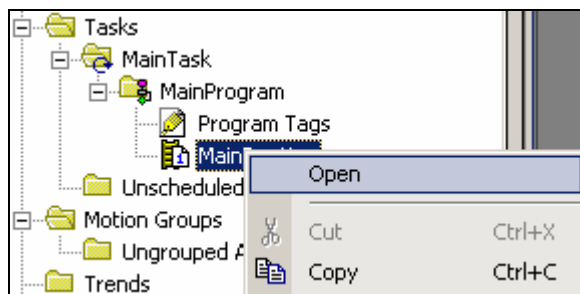 Tasks
MainTask
MainProgram
Program Tags
Open
Unscheduled
Motion Groups
Cut Ctrl+X
Ungrouped
Copy Ctrl+C
Trends